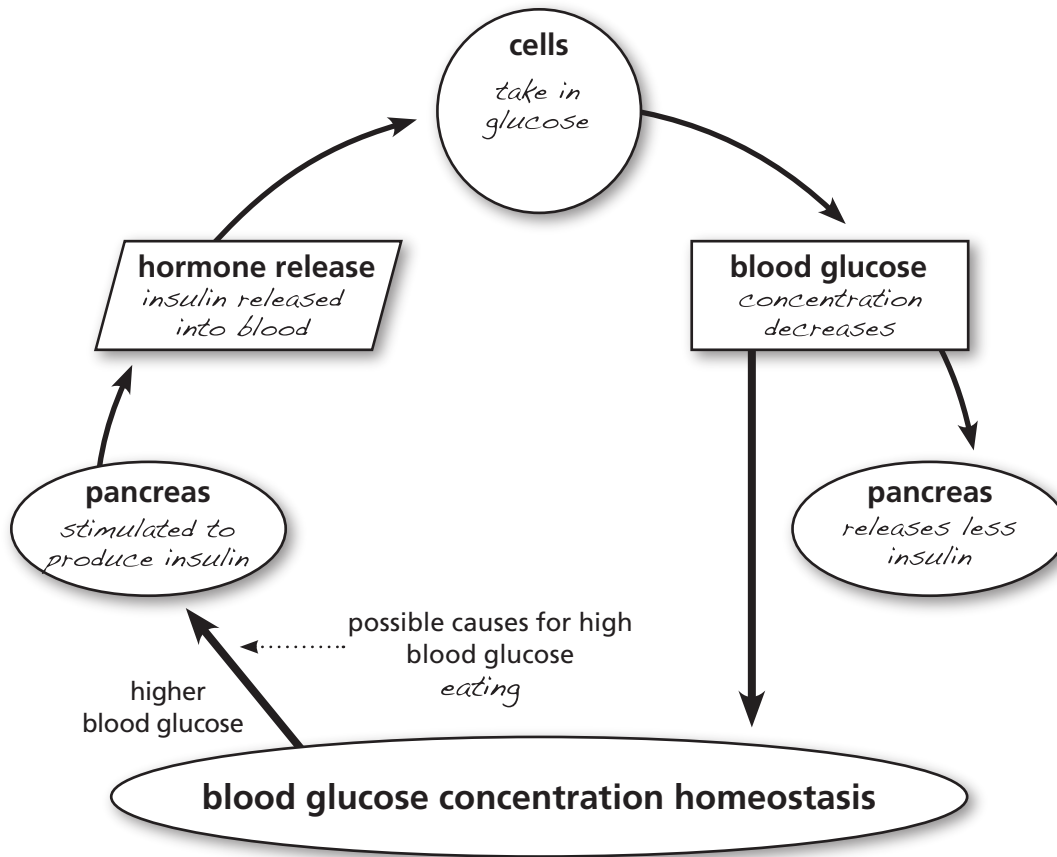 cells
take in
glucose
hormone release
insulin released
into blood
blood glucose
concentration
decreases
pancreas
stimulated to
produce insulin
pancreas
releases less
insulin
possible causes for high
blood glucose
eating
higher
blood glucose
blood glucose concentration homeostasis